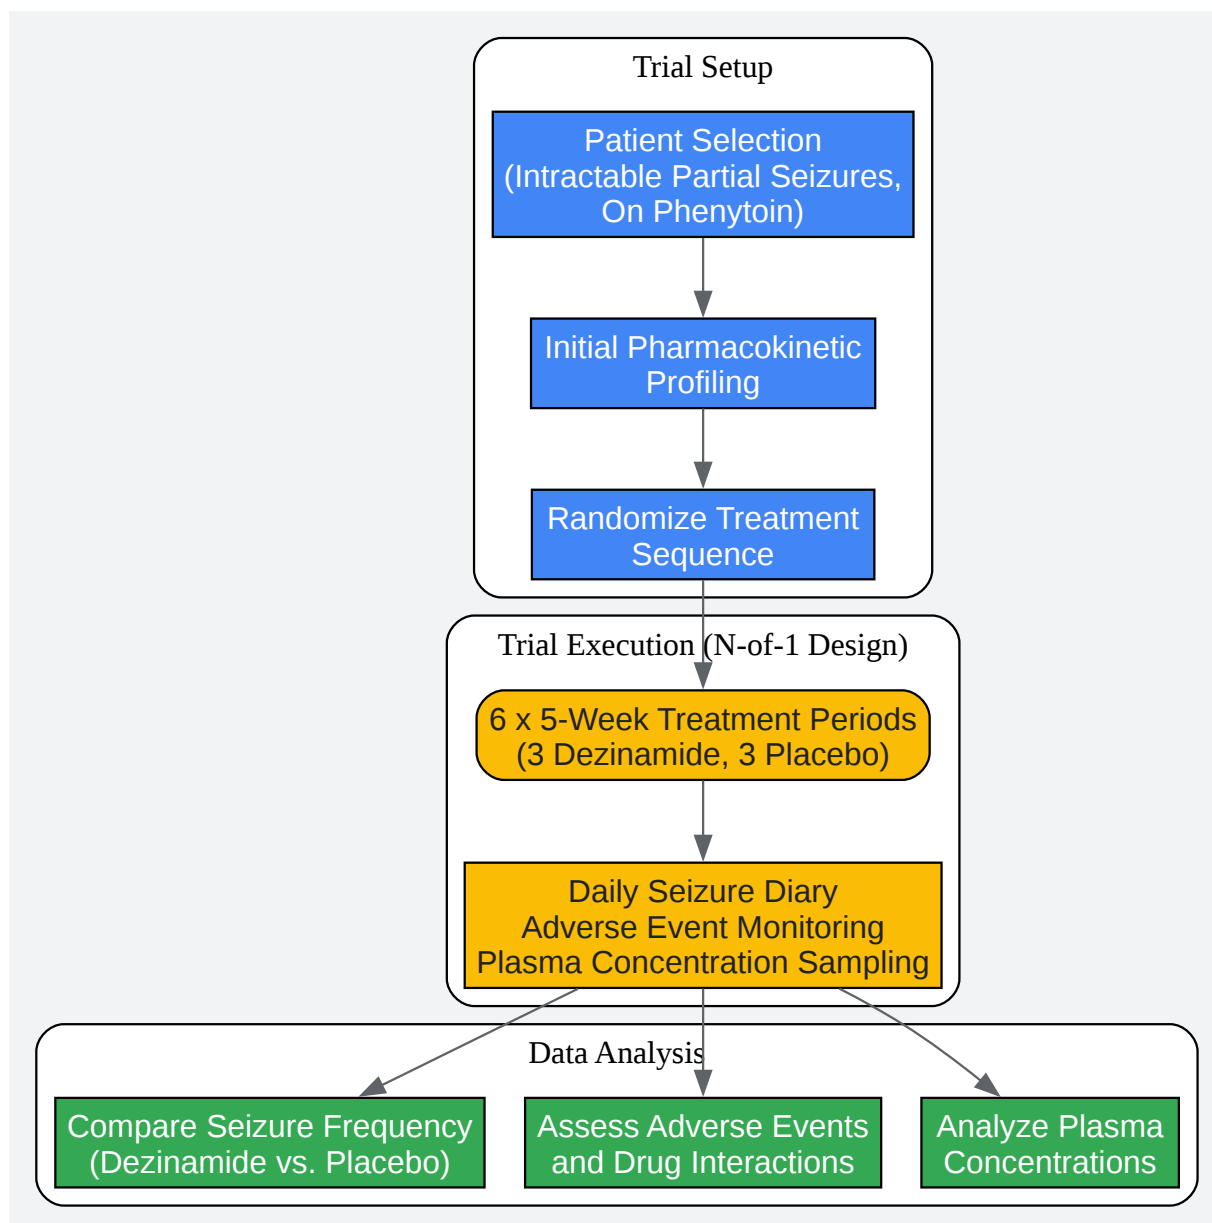 Trial Setup
Patient Selection
(Intractable Partial Seizures,
On Phenytoin)
Initial Pharmacokinetic
Profiling
Randomize Treatment
Sequence
Trial Execution (N-of-1 Design)
6 x 5-Week Treatment Periods
(3 Dezinamide, 3 Placebo)
Daily Seizure Diary
Adverse Event Monitoring
Plasma Concentration Sampling
Data Analysis
Compare Seizure Frequency
(Dezinamide vs. Placebo)
Assess Adverse Events
and Drug Interactions
Analyze Plasma
Concentrations